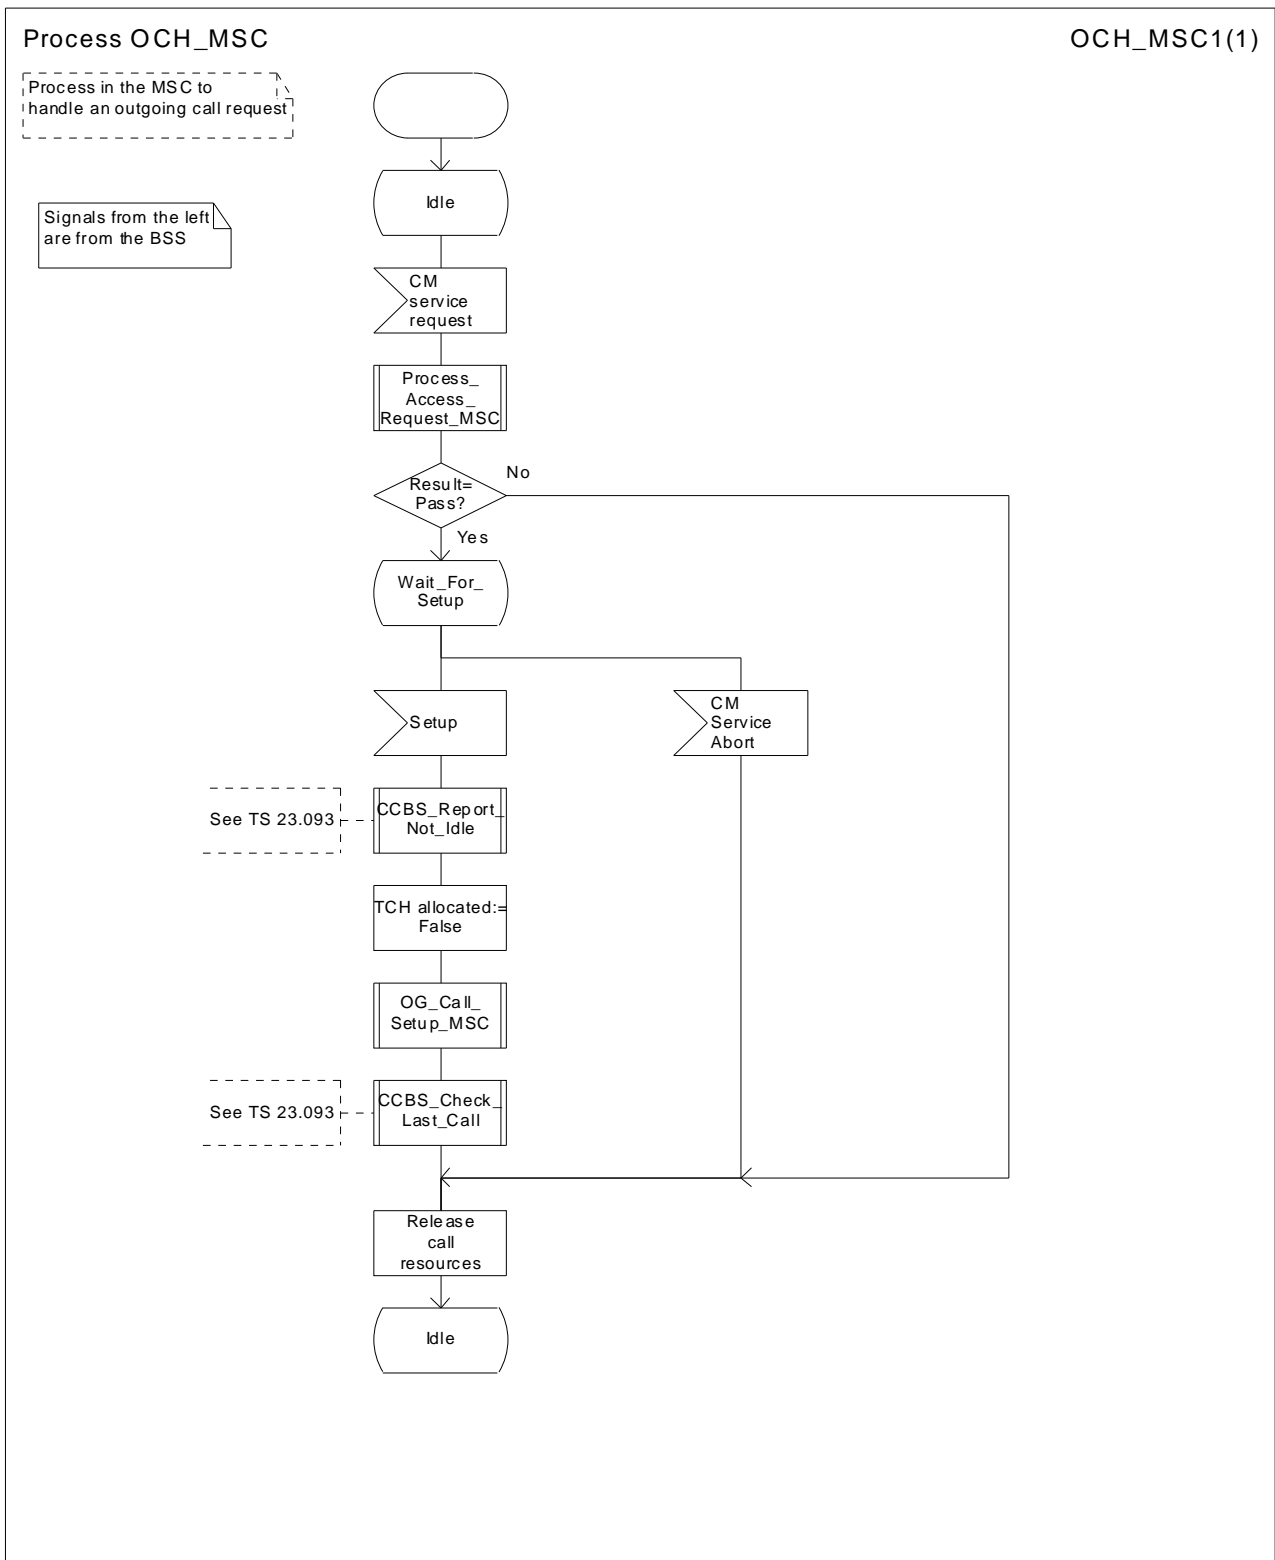 Process OCH_MSC
OCH_MSC1(1)
Process in the MSC to
handle an outgoing call request
Signals from the left
are from the BSS
Idle
CM
service
request
Process_
Access_
Request_MSC
Result=
Pass?
No
Yes
Wait_For_
Setup
Setup
CM
Service
Abort
See TS 23.093
CCBS_Report_
Not_Idle
TCH allocated:=
False
OG_Call_
Setup_MSC
See TS 23.093
CCBS_Check_
Last_Call
Release
call
resources
Idle